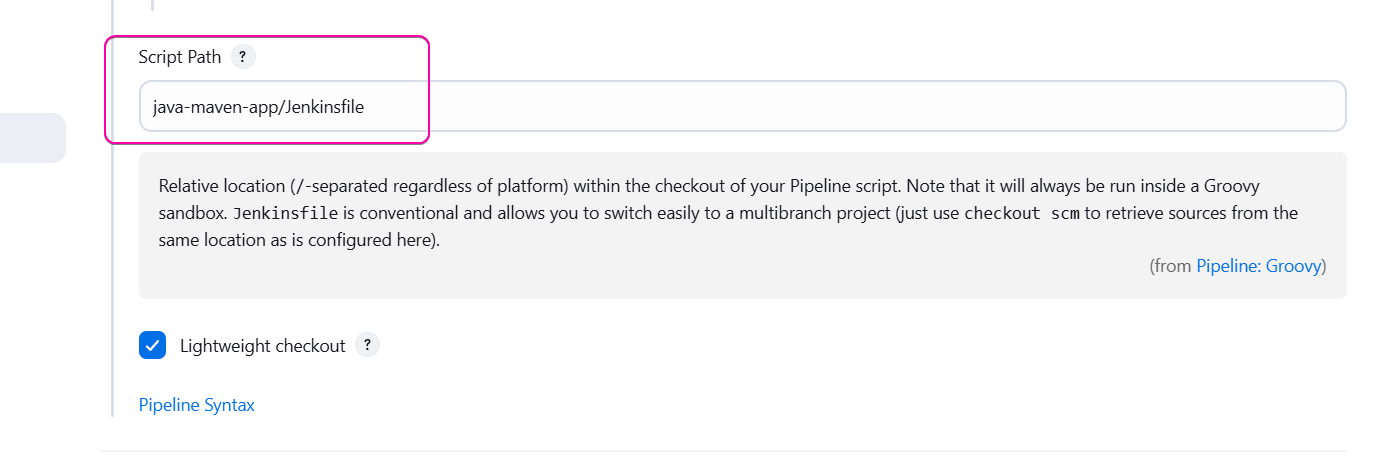 Script Path ?
java-maven-app/Jenkinsfile
Relative location (/-separated regardless of platform) within the checkout of your Pipeline script. Note that it will always be run inside a Groovy
sandbox. Jenkinsfile is conventional and allows you to switch easily to a multibranch project (just use checkout scm to retrieve sources from the
same location as is configured here).
(from Pipeline: Groovy)
Lightweight checkout ?
Pipeline Syntax